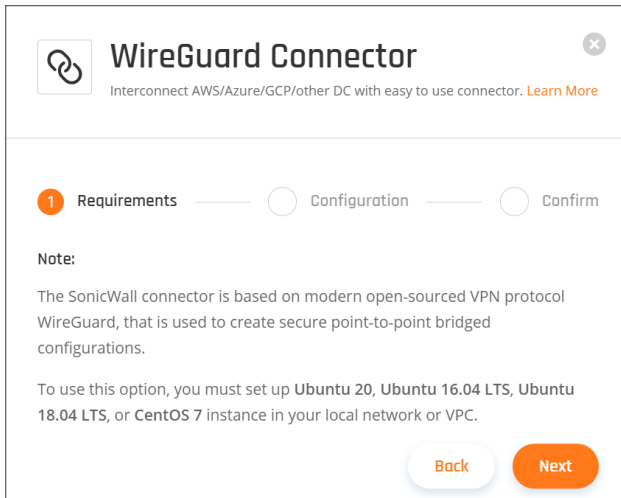 WireGuard Connector
Interconnect AWS/Azure/GCP/other DC with easy to use connector. Learn More
1 Requirements Configuration Confirm
Note:
The SonicWall connector is based on modern open-sourced VPN protocol
WireGuard, that is used to create secure point-to-point bridged
configurations.
To use this option, you must set up Ubuntu 20, Ubuntu 16.04 LTS, Ubuntu
18.04 LTS, or CentOS 7 instance in your local network or VPC.
Back Next